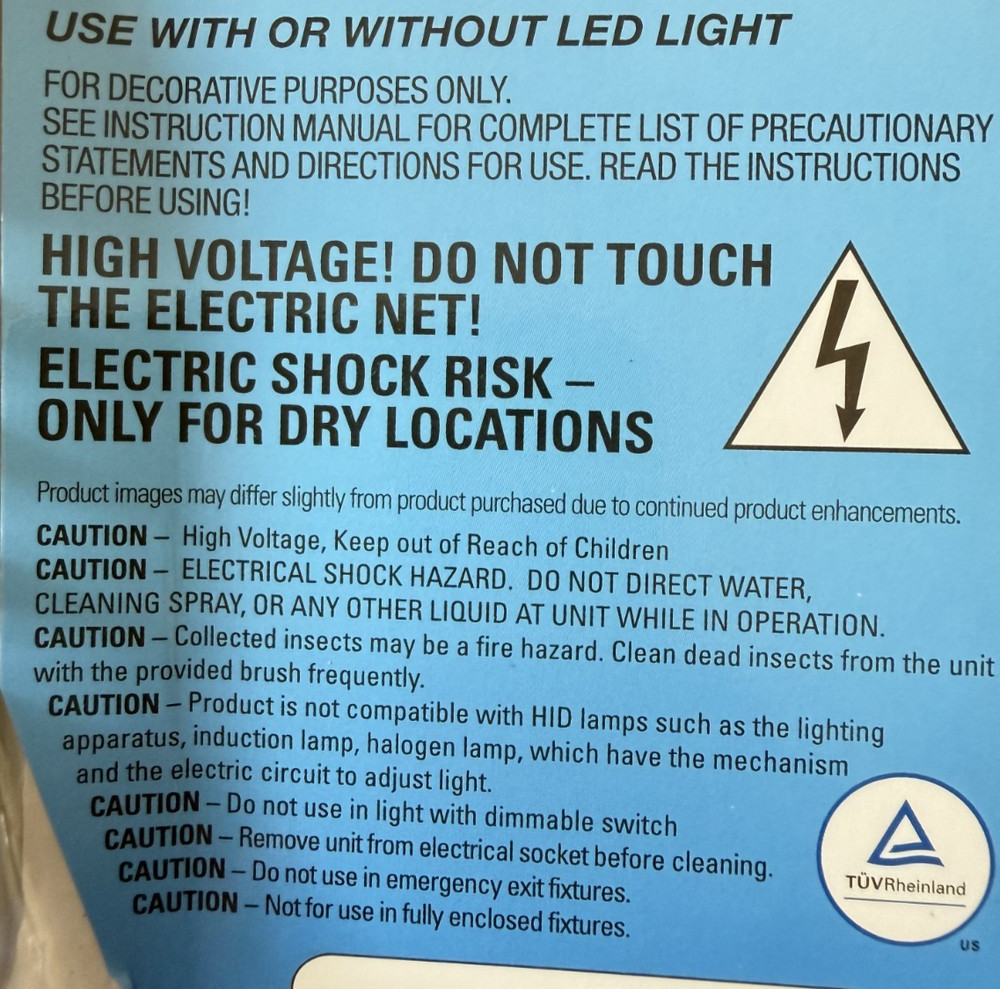 USE WITH OR WITHOUT LED LIGHT
FOR DECORATIVE PURPOSES ONLY.
SEE INSTRUCTION MANUAL FOR COMPLETE LIST OF PRECAUTIONARY
STATEMENTS AND DIRECTIONS FOR USE. READ THE INSTRUCTIONS
BEFORE USING!
HIGH VOLTAGE! DO NOT TOUCH
THE ELECTRIC NET!
ELECTRIC SHOCK RISK –
ONLY FOR DRY LOCATIONS
Product images may differ slightly from product purchased due to continued product enhancements.
CAUTION – High Voltage, Keep out of Reach of Children
CAUTION – ELECTRICAL SHOCK HAZARD. DO NOT DIRECT WATER,
CLEANING SPRAY, OR ANY OTHER LIQUID AT UNIT WHILE IN OPERATION.
CAUTION – Collected insects may be a fire hazard. Clean dead insects from the unit
with the provided brush frequently.
CAUTION – Product is not compatible with HID lamps such as the lighting
apparatus, induction lamp, halogen lamp, which have the mechanism
and the electric circuit to adjust light.
CAUTION – Do not use in light with dimmable switch
CAUTION – Remove unit from electrical socket before cleaning.
CAUTION – Do not use in emergency exit fixtures.
CAUTION – Not for use in fully enclosed fixtures.
TÜVRheinland
US